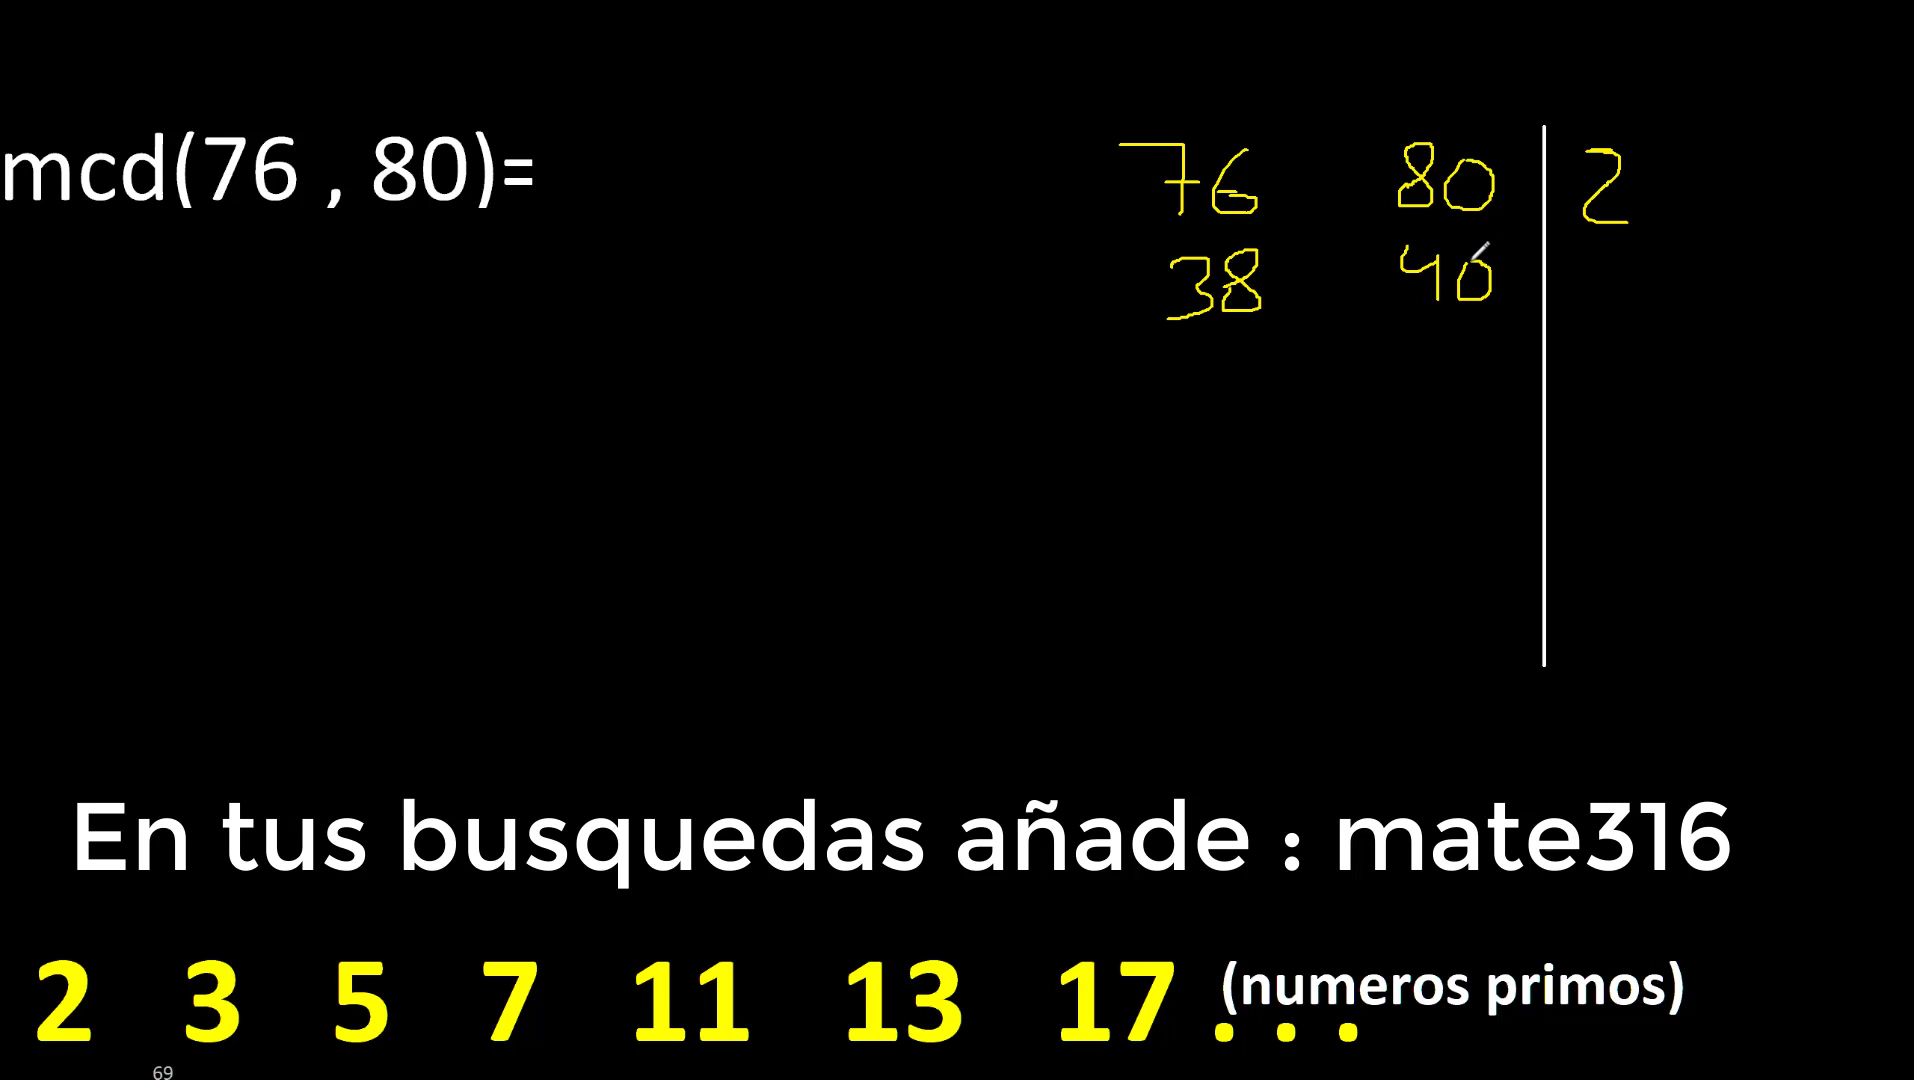 mcd(76 , 80)=
76 80 2
38 40
En tus busquedas añade : mate316
2 3 5 7 11 13 17 . . . (numeros primos)
69